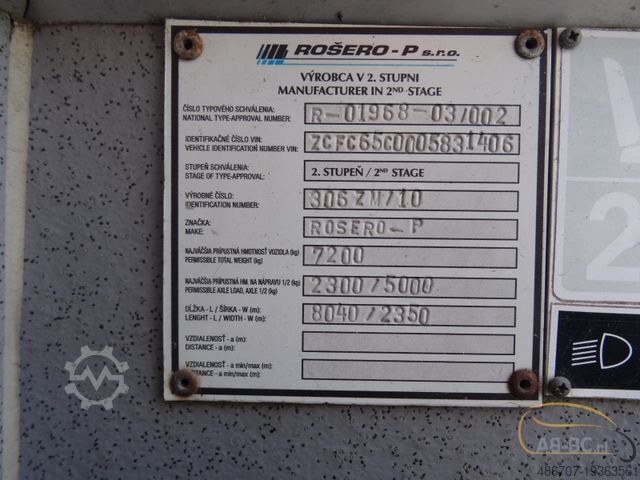 ROŠERO-P s.r.o.
VÝROBCA V 2. STUPNI
MANUFACTURER IN 2ND STAGE
ČÍSLO TYPOVÉHO SCHVÁLENIA:
NATIONAL TYPE-APPROVAL NUMBER:
R-01968-03/002
IDENTIFIKAČNÉ ČÍSLO VIN:
VEHICLE IDENTIFICATION NUMBER VIN:
ZCFC65C0005831406
STUPEŇ SCHVÁLENIA:
STAGE OF TYPE-APPROVAL:
2. STUPEŇ / 2ND STAGE
VÝROBNÉ ČÍSLO:
IDENTIFICATION NUMBER:
306ZM/10
ZNAČKA:
MAKE:
ROSERO-P
NAJVÄČŠIA PRÍPUSTNÁ HMOTNOSŤ VOZIDLA (kg)
PERMISSIBLE TOTAL WEIGHT (kg)
7200
NAJVÄČŠIA PRÍPUSTNÁ HM. NA NÁPRAVU 1/2 (kg)
PERMISSIBLE AXLE LOAD, AXLE 1/2 (kg)
2300/5000
DĹŽKA - L / ŠÍRKA - W (m):
LENGHT - L / WIDTH - W (m):
8040/2350
VZDIALENOSŤ - a (m):
DISTANCE - a (m):
VZDIALENOSŤ - a min/max (m):
DISTANCE - a min/max (m):
2
AB-BC.pl
486707-19363561